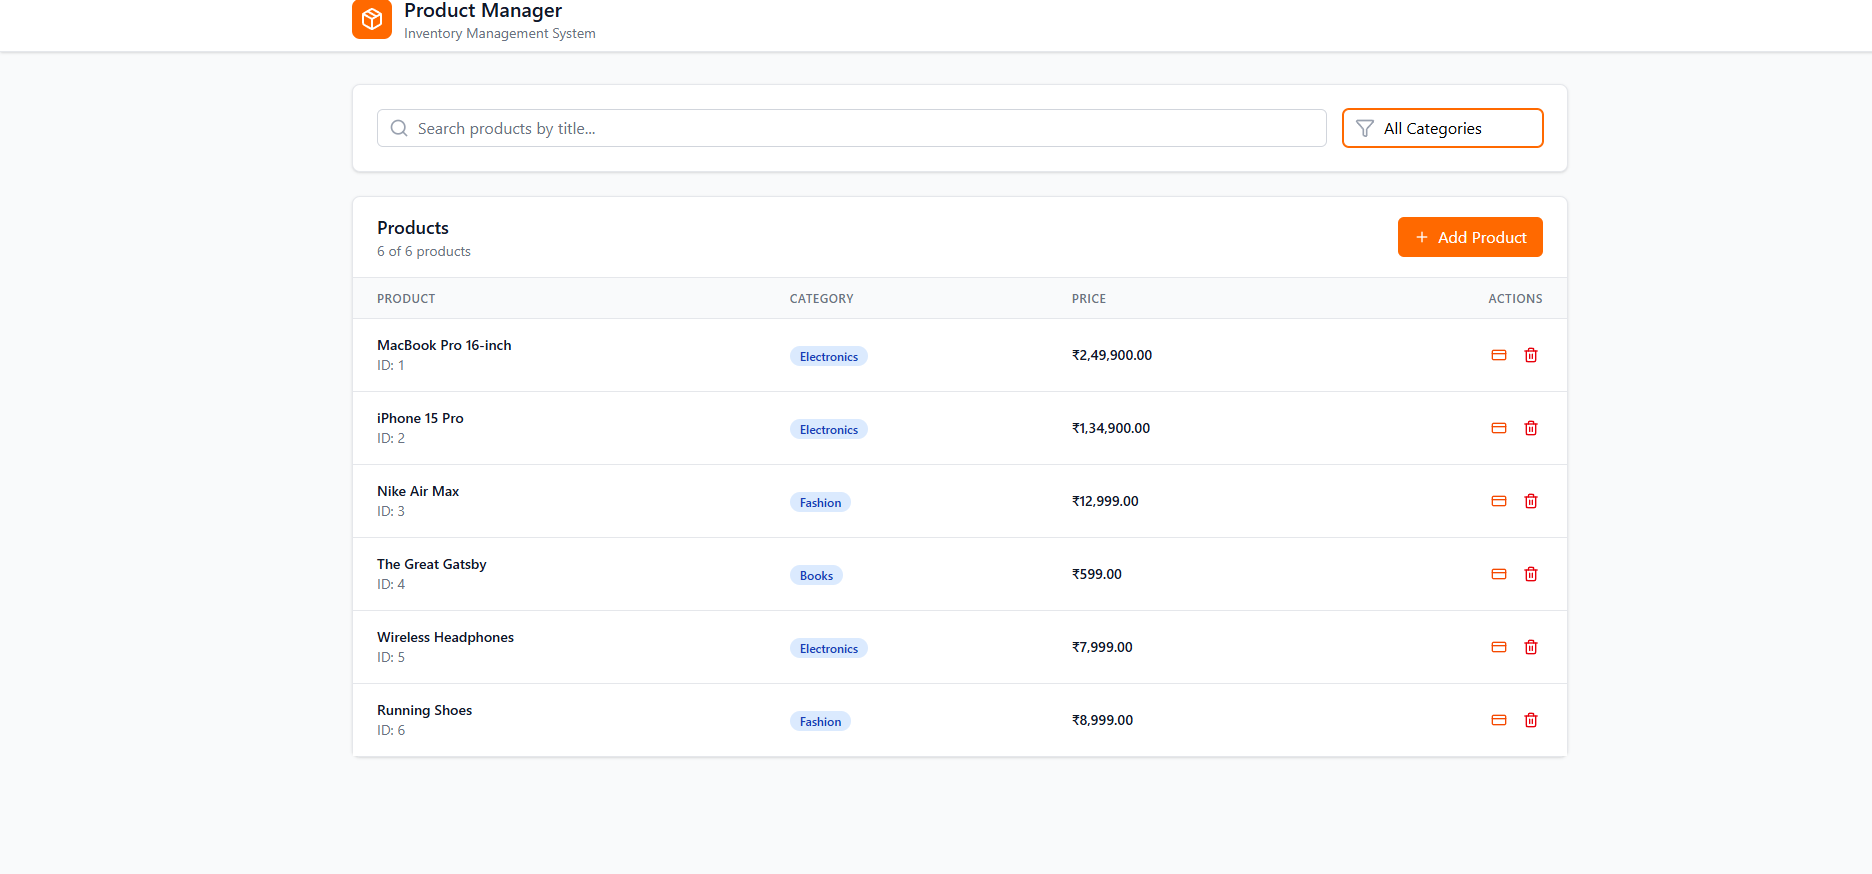 Product Manager
Inventory Management System
Search products by title...
All Categories
Products
6 of 6 products
+ Add Product
PRODUCT CATEGORY PRICE ACTIONS
MacBook Pro 16-inch
ID: 1
Electronics
₹2,49,900.00
iPhone 15 Pro
ID: 2
Electronics
₹1,34,900.00
Nike Air Max
ID: 3
Fashion
₹12,999.00
The Great Gatsby
ID: 4
Books
₹599.00
Wireless Headphones
ID: 5
Electronics
₹7,999.00
Running Shoes
ID: 6
Fashion
₹8,999.00